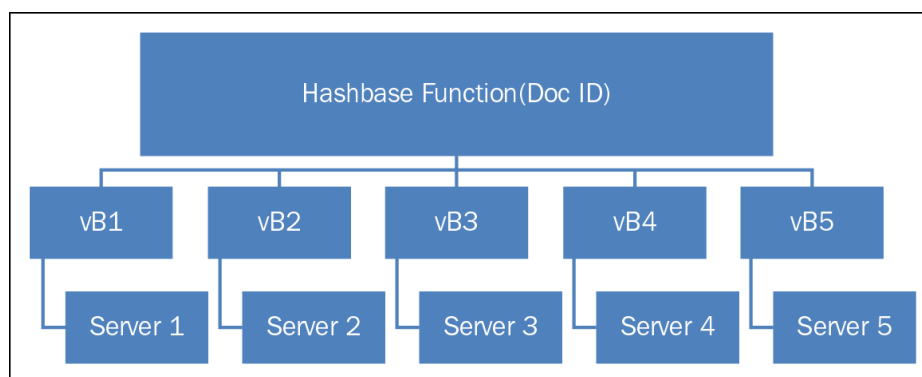 Hashbase Function(Doc ID)
vB1
vB2
vB3
vB4
vB5
Server 1
Server 2
Server 3
Server 4
Server 5